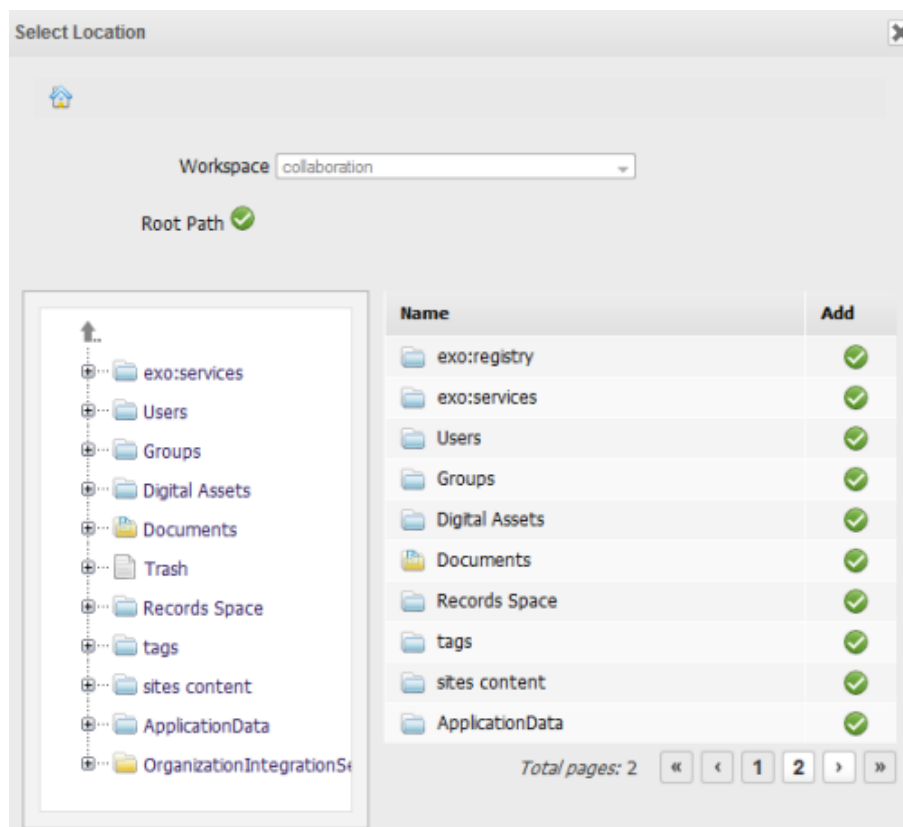 Select Location
Workspace collaboration
Root Path
..
exo:services
Users
Groups
Digital Assets
Documents
Trash
Records Space
tags
sites content
ApplicationData
OrganizationIntegrationSe
Name Add
exo:registry
exo:services
Users
Groups
Digital Assets
Documents
Records Space
tags
sites content
ApplicationData
Total pages: 2 « ‹ 1 2 › »